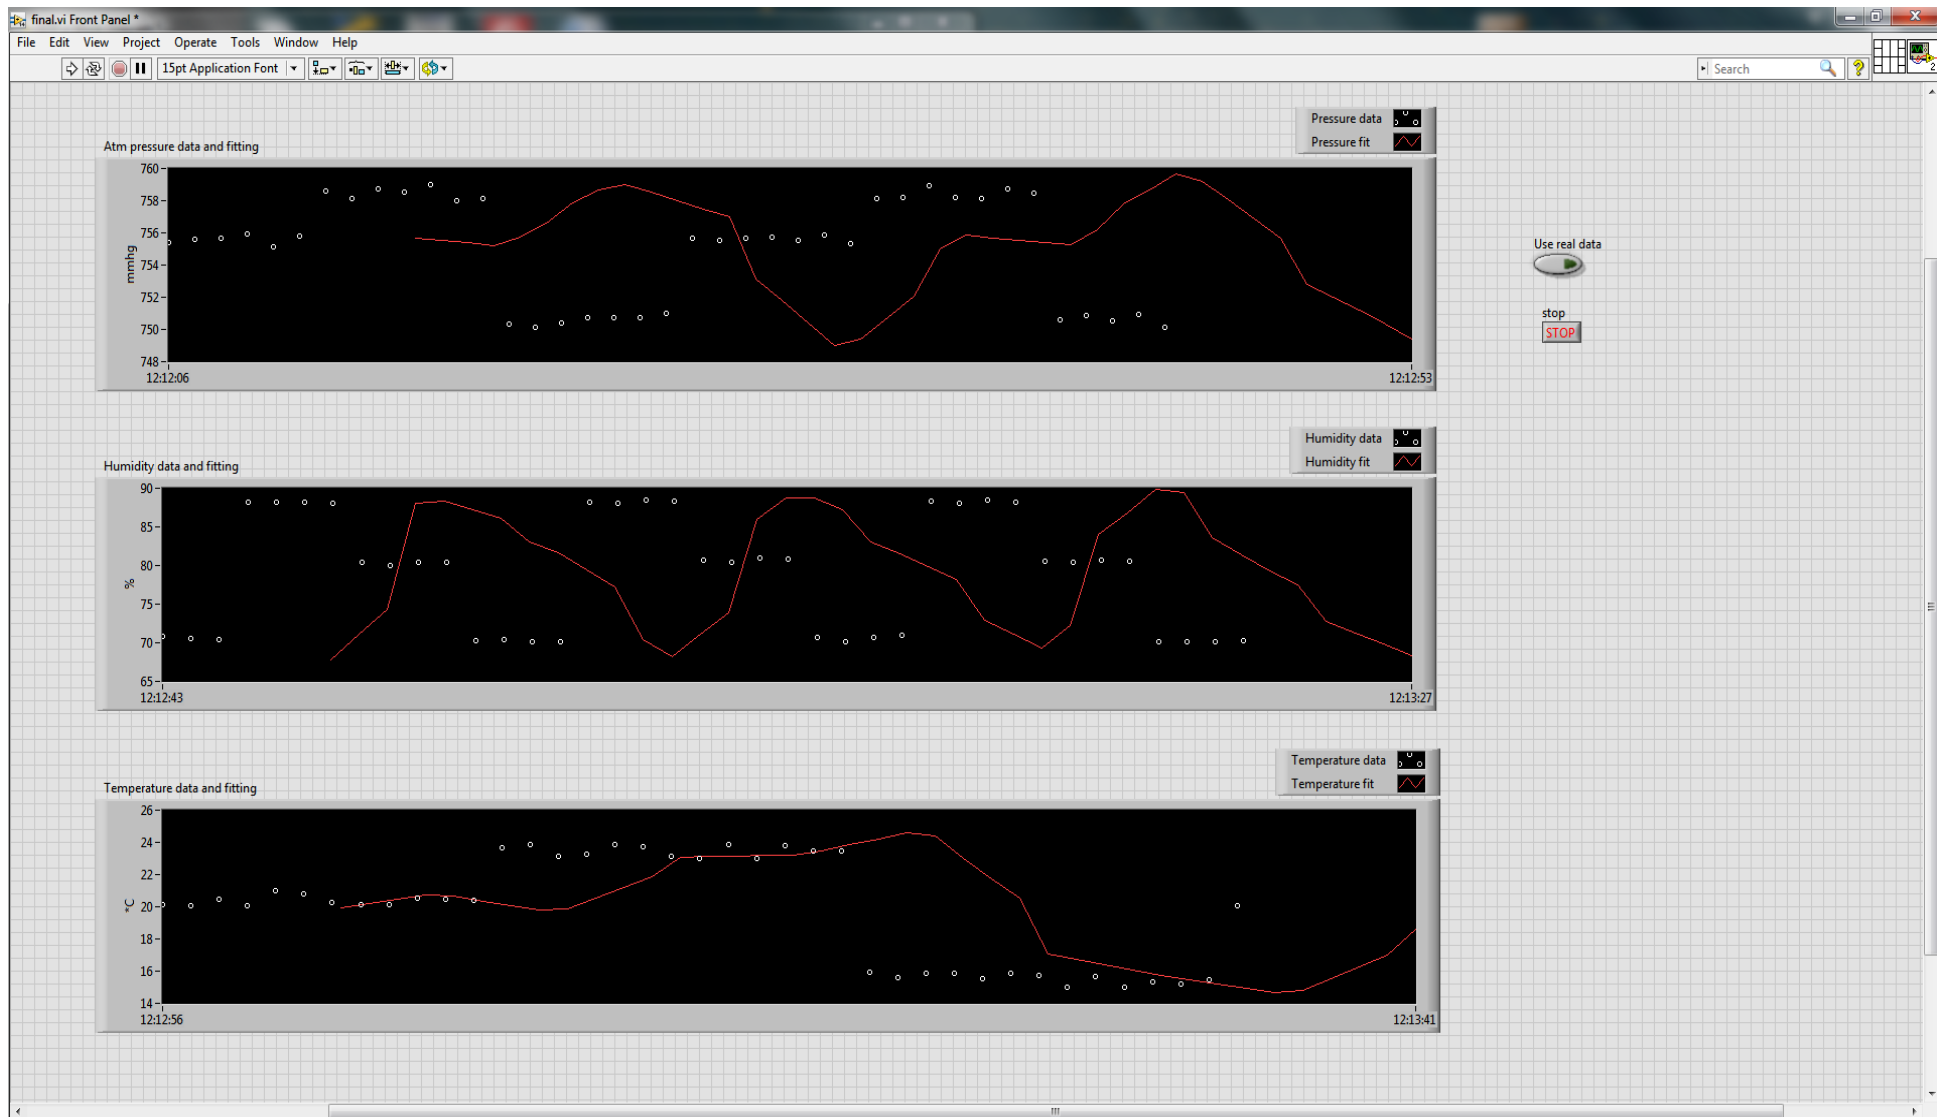 final.vi Front Panel *
File Edit View Project Operate Tools Window Help
15pt Application Font
Search
2
Pressure data
Pressure fit
Atm pressure data and fitting
760
758
756
754
752
750
748
mmhg
12:12:06
12:12:53
Use real data
stop
STOP
Humidity data
Humidity fit
Humidity data and fitting
90
85
80
75
70
65
%
12:12:43
12:13:27
Temperature data
Temperature fit
Temperature data and fitting
26
24
22
20
18
16
14
*C
12:12:56
12:13:41